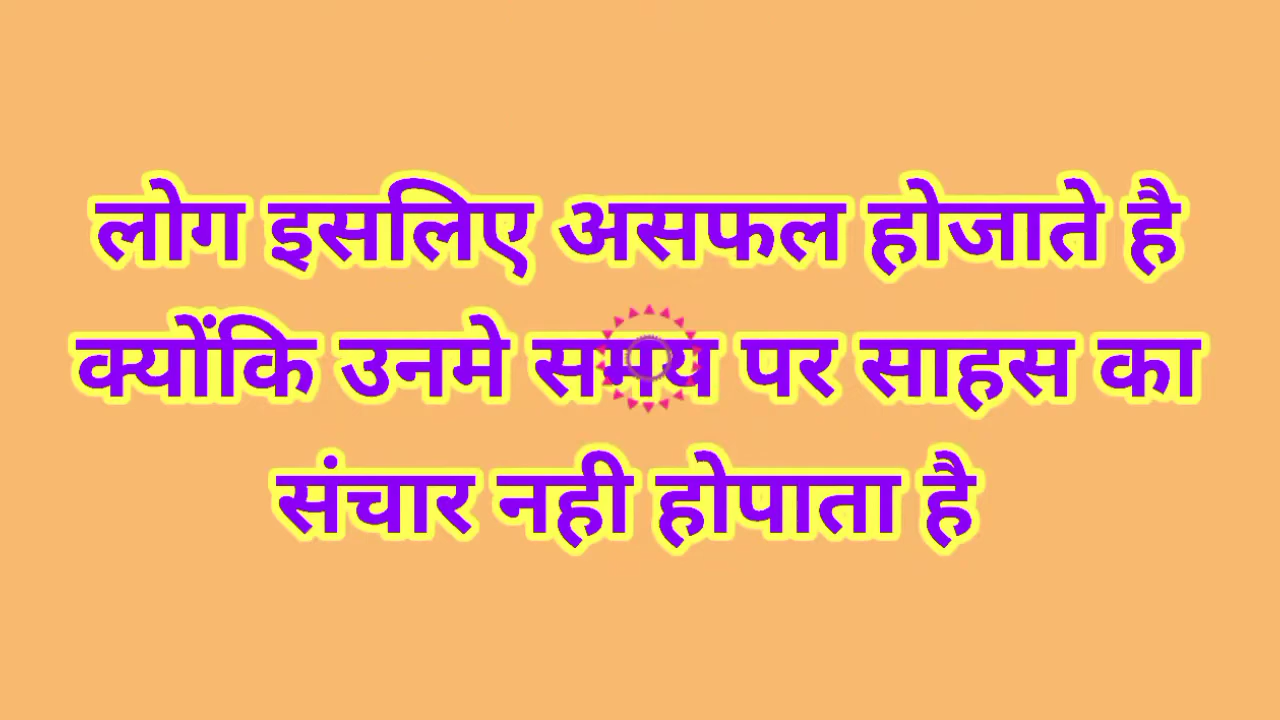 लोग इसलिए असफल होजाते है
क्योंकि उनमे समय पर साहस का
संचार नही होपाता है